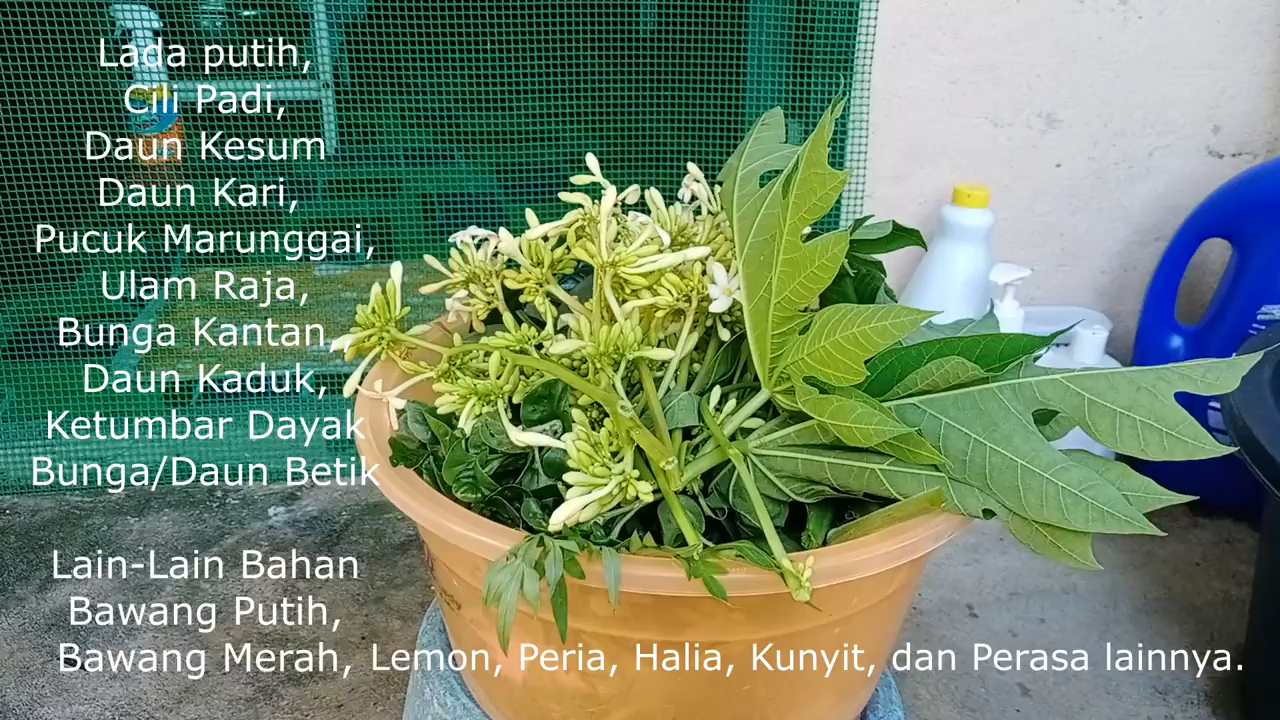 Lada putih,
Cili Padi,
Daun Kesum
Daun Kari,
Pucuk Marunggai,
Ulam Raja,
Bunga Kantan,
Daun Kaduk,
Ketumbar Dayak
Bunga/Daun Betik
Lain-Lain Bahan
Bawang Putih,
Bawang Merah, Lemon, Peria, Halia, Kunyit, dan Perasa lainnya.